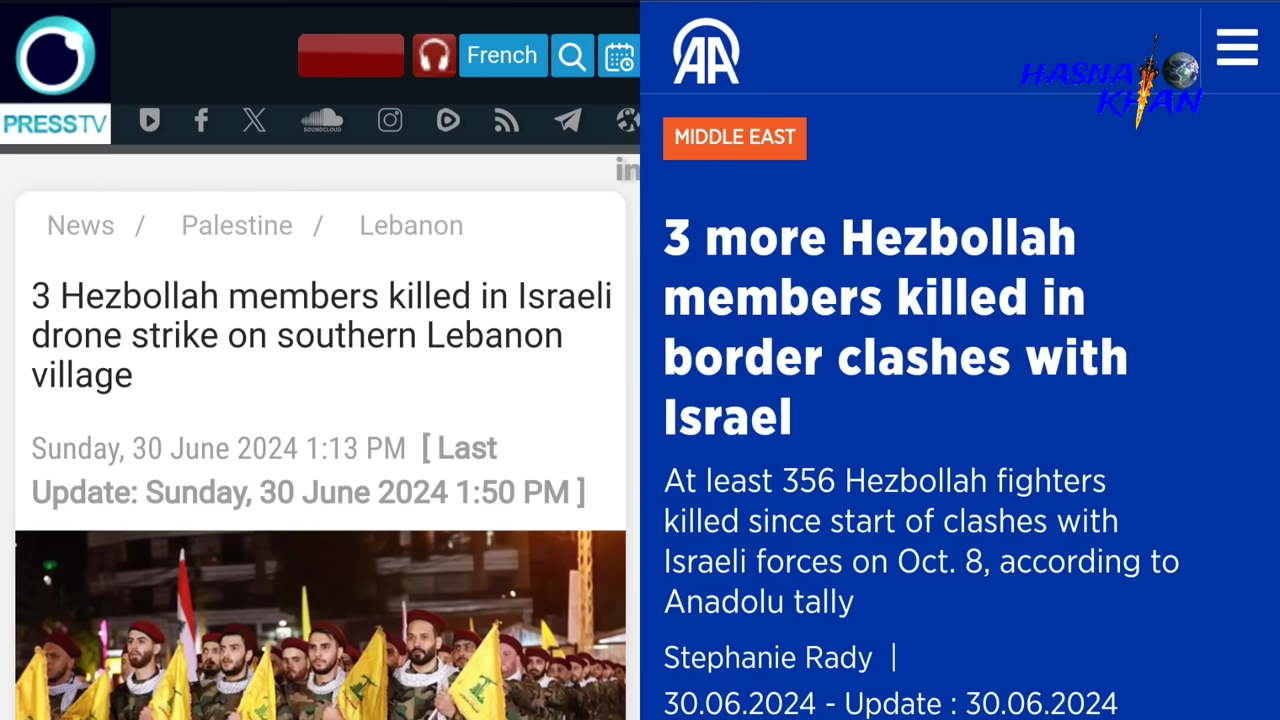 French
PRESSTV
SOUNDCLOUD
in
News / Palestine / Lebanon
3 Hezbollah members killed in Israeli
drone strike on southern Lebanon
village
Sunday, 30 June 2024 1:13 PM [ Last
Update: Sunday, 30 June 2024 1:50 PM ]
AA
HASNA
KHAN
MIDDLE EAST
3 more Hezbollah
members killed in
border clashes with
Israel
At least 356 Hezbollah fighters
killed since start of clashes with
Israeli forces on Oct. 8, according to
Anadolu tally
Stephanie Rady |
30.06.2024 - Update : 30.06.2024